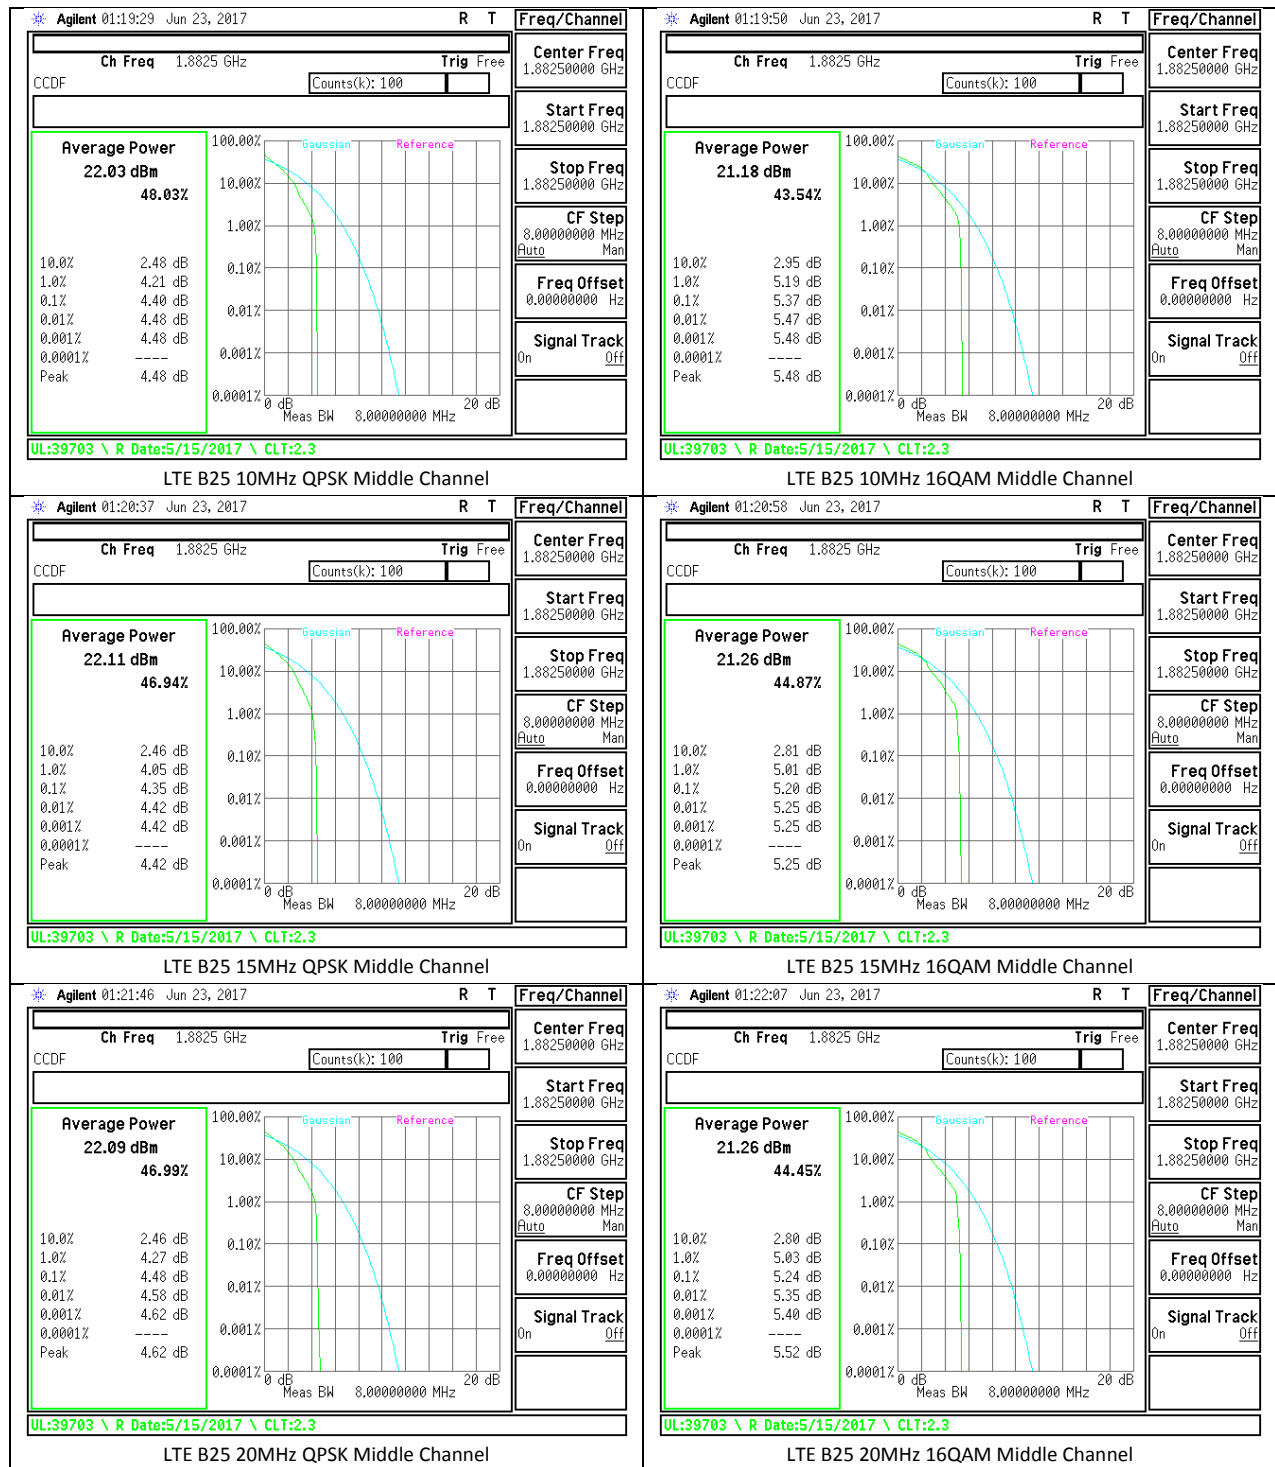 Agilent 01:19:29 Jun 23, 2017 R T Freq/Channel
Ch Freq 1.8825 GHz Trig Free
CCDF Counts(k): 100
Average Power
22.03 dBm
48.03%
10.0% 2.48 dB
1.0% 4.21 dB
0.1% 4.40 dB
0.01% 4.48 dB
0.001% 4.48 dB
0.0001% ----
Peak 4.48 dB
Gaussian Reference
100.00%
10.00%
1.00%
0.10%
0.01%
0.001%
0.0001%
0 dB 20 dB
Meas BW 8.00000000 MHz
Center Freq
1.88250000 GHz
Start Freq
1.88250000 GHz
Stop Freq
1.88250000 GHz
CF Step
8.00000000 MHz
Auto Man
Freq Offset
0.00000000 Hz
Signal Track
On Off
UL:39703 \ R Date:5/15/2017 \ CLT:2.3
LTE B25 10MHz QPSK Middle Channel
Agilent 01:19:50 Jun 23, 2017 R T Freq/Channel
Ch Freq 1.8825 GHz Trig Free
CCDF Counts(k): 100
Average Power
21.18 dBm
43.54%
10.0% 2.95 dB
1.0% 5.19 dB
0.1% 5.37 dB
0.01% 5.47 dB
0.001% 5.48 dB
0.0001% ----
Peak 5.48 dB
Gaussian Reference
100.00%
10.00%
1.00%
0.10%
0.01%
0.001%
0.0001%
0 dB 20 dB
Meas BW 8.00000000 MHz
Center Freq
1.88250000 GHz
Start Freq
1.88250000 GHz
Stop Freq
1.88250000 GHz
CF Step
8.00000000 MHz
Auto Man
Freq Offset
0.00000000 Hz
Signal Track
On Off
UL:39703 \ R Date:5/15/2017 \ CLT:2.3
LTE B25 10MHz 16QAM Middle Channel
Agilent 01:20:37 Jun 23, 2017 R T Freq/Channel
Ch Freq 1.8825 GHz Trig Free
CCDF Counts(k): 100
Average Power
22.11 dBm
46.94%
10.0% 2.46 dB
1.0% 4.05 dB
0.1% 4.35 dB
0.01% 4.42 dB
0.001% 4.42 dB
0.0001% ----
Peak 4.42 dB
Gaussian Reference
100.00%
10.00%
1.00%
0.10%
0.01%
0.001%
0.0001%
0 dB 20 dB
Meas BW 8.00000000 MHz
Center Freq
1.88250000 GHz
Start Freq
1.88250000 GHz
Stop Freq
1.88250000 GHz
CF Step
8.00000000 MHz
Auto Man
Freq Offset
0.00000000 Hz
Signal Track
On Off
UL:39703 \ R Date:5/15/2017 \ CLT:2.3
LTE B25 15MHz QPSK Middle Channel
Agilent 01:20:58 Jun 23, 2017 R T Freq/Channel
Ch Freq 1.8825 GHz Trig Free
CCDF Counts(k): 100
Average Power
21.26 dBm
44.87%
10.0% 2.81 dB
1.0% 5.01 dB
0.1% 5.20 dB
0.01% 5.25 dB
0.001% 5.25 dB
0.0001% ----
Peak 5.25 dB
Gaussian Reference
100.00%
10.00%
1.00%
0.10%
0.01%
0.001%
0.0001%
0 dB 20 dB
Meas BW 8.00000000 MHz
Center Freq
1.88250000 GHz
Start Freq
1.88250000 GHz
Stop Freq
1.88250000 GHz
CF Step
8.00000000 MHz
Auto Man
Freq Offset
0.00000000 Hz
Signal Track
On Off
UL:39703 \ R Date:5/15/2017 \ CLT:2.3
LTE B25 15MHz 16QAM Middle Channel
Agilent 01:21:46 Jun 23, 2017 R T Freq/Channel
Ch Freq 1.8825 GHz Trig Free
CCDF Counts(k): 100
Average Power
22.09 dBm
46.99%
10.0% 2.46 dB
1.0% 4.27 dB
0.1% 4.48 dB
0.01% 4.58 dB
0.001% 4.62 dB
0.0001% ----
Peak 4.62 dB
Gaussian Reference
100.00%
10.00%
1.00%
0.10%
0.01%
0.001%
0.0001%
0 dB 20 dB
Meas BW 8.00000000 MHz
Center Freq
1.88250000 GHz
Start Freq
1.88250000 GHz
Stop Freq
1.88250000 GHz
CF Step
8.00000000 MHz
Auto Man
Freq Offset
0.00000000 Hz
Signal Track
On Off
UL:39703 \ R Date:5/15/2017 \ CLT:2.3
LTE B25 20MHz QPSK Middle Channel
Agilent 01:22:07 Jun 23, 2017 R T Freq/Channel
Ch Freq 1.8825 GHz Trig Free
CCDF Counts(k): 100
Average Power
21.26 dBm
44.45%
10.0% 2.80 dB
1.0% 5.03 dB
0.1% 5.24 dB
0.01% 5.35 dB
0.001% 5.40 dB
0.0001% ----
Peak 5.52 dB
Gaussian Reference
100.00%
10.00%
1.00%
0.10%
0.01%
0.001%
0.0001%
0 dB 20 dB
Meas BW 8.00000000 MHz
Center Freq
1.88250000 GHz
Start Freq
1.88250000 GHz
Stop Freq
1.88250000 GHz
CF Step
8.00000000 MHz
Auto Man
Freq Offset
0.00000000 Hz
Signal Track
On Off
UL:39703 \ R Date:5/15/2017 \ CLT:2.3
LTE B25 20MHz 16QAM Middle Channel